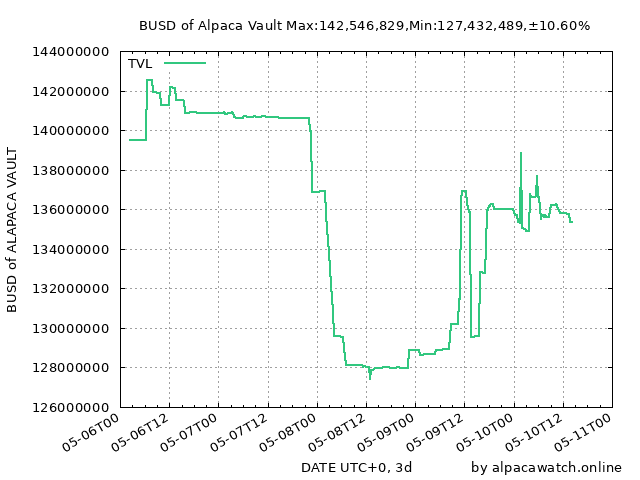 BUSD of Alpaca Vault Max:142,546,829,Min:127,432,489,±10.60%
TVL
BUSD of ALAPACA VAULT
144000000
142000000
140000000
138000000
136000000
134000000
132000000
130000000
128000000
126000000
05-06T00
05-06T12
05-07T00
05-07T12
05-08T00
05-08T12
05-09T00
05-09T12
05-10T00
05-10T12
05-11T00
DATE UTC+0, 3d
by alpacawatch.online